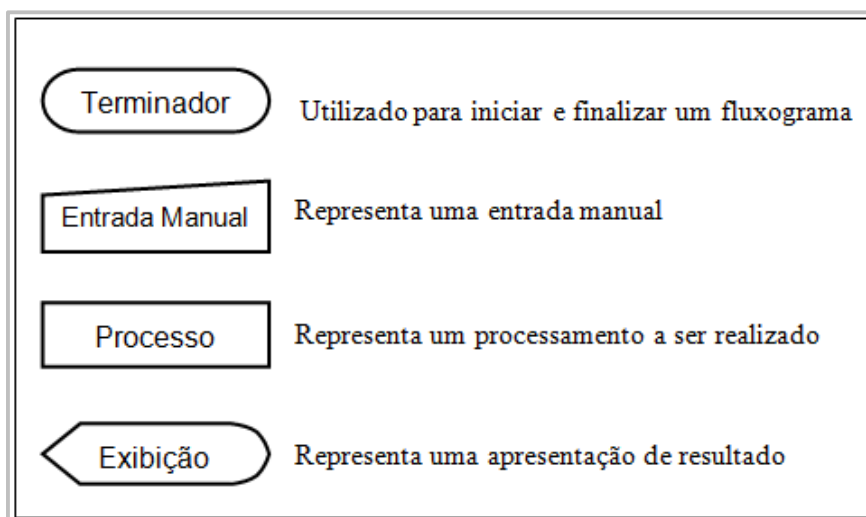 Terminador
Utilizado para iniciar e finalizar um fluxograma
Entrada Manual
Representa uma entrada manual
Processo
Representa um processamento a ser realizado
Exibição
Representa uma apresentação de resultado